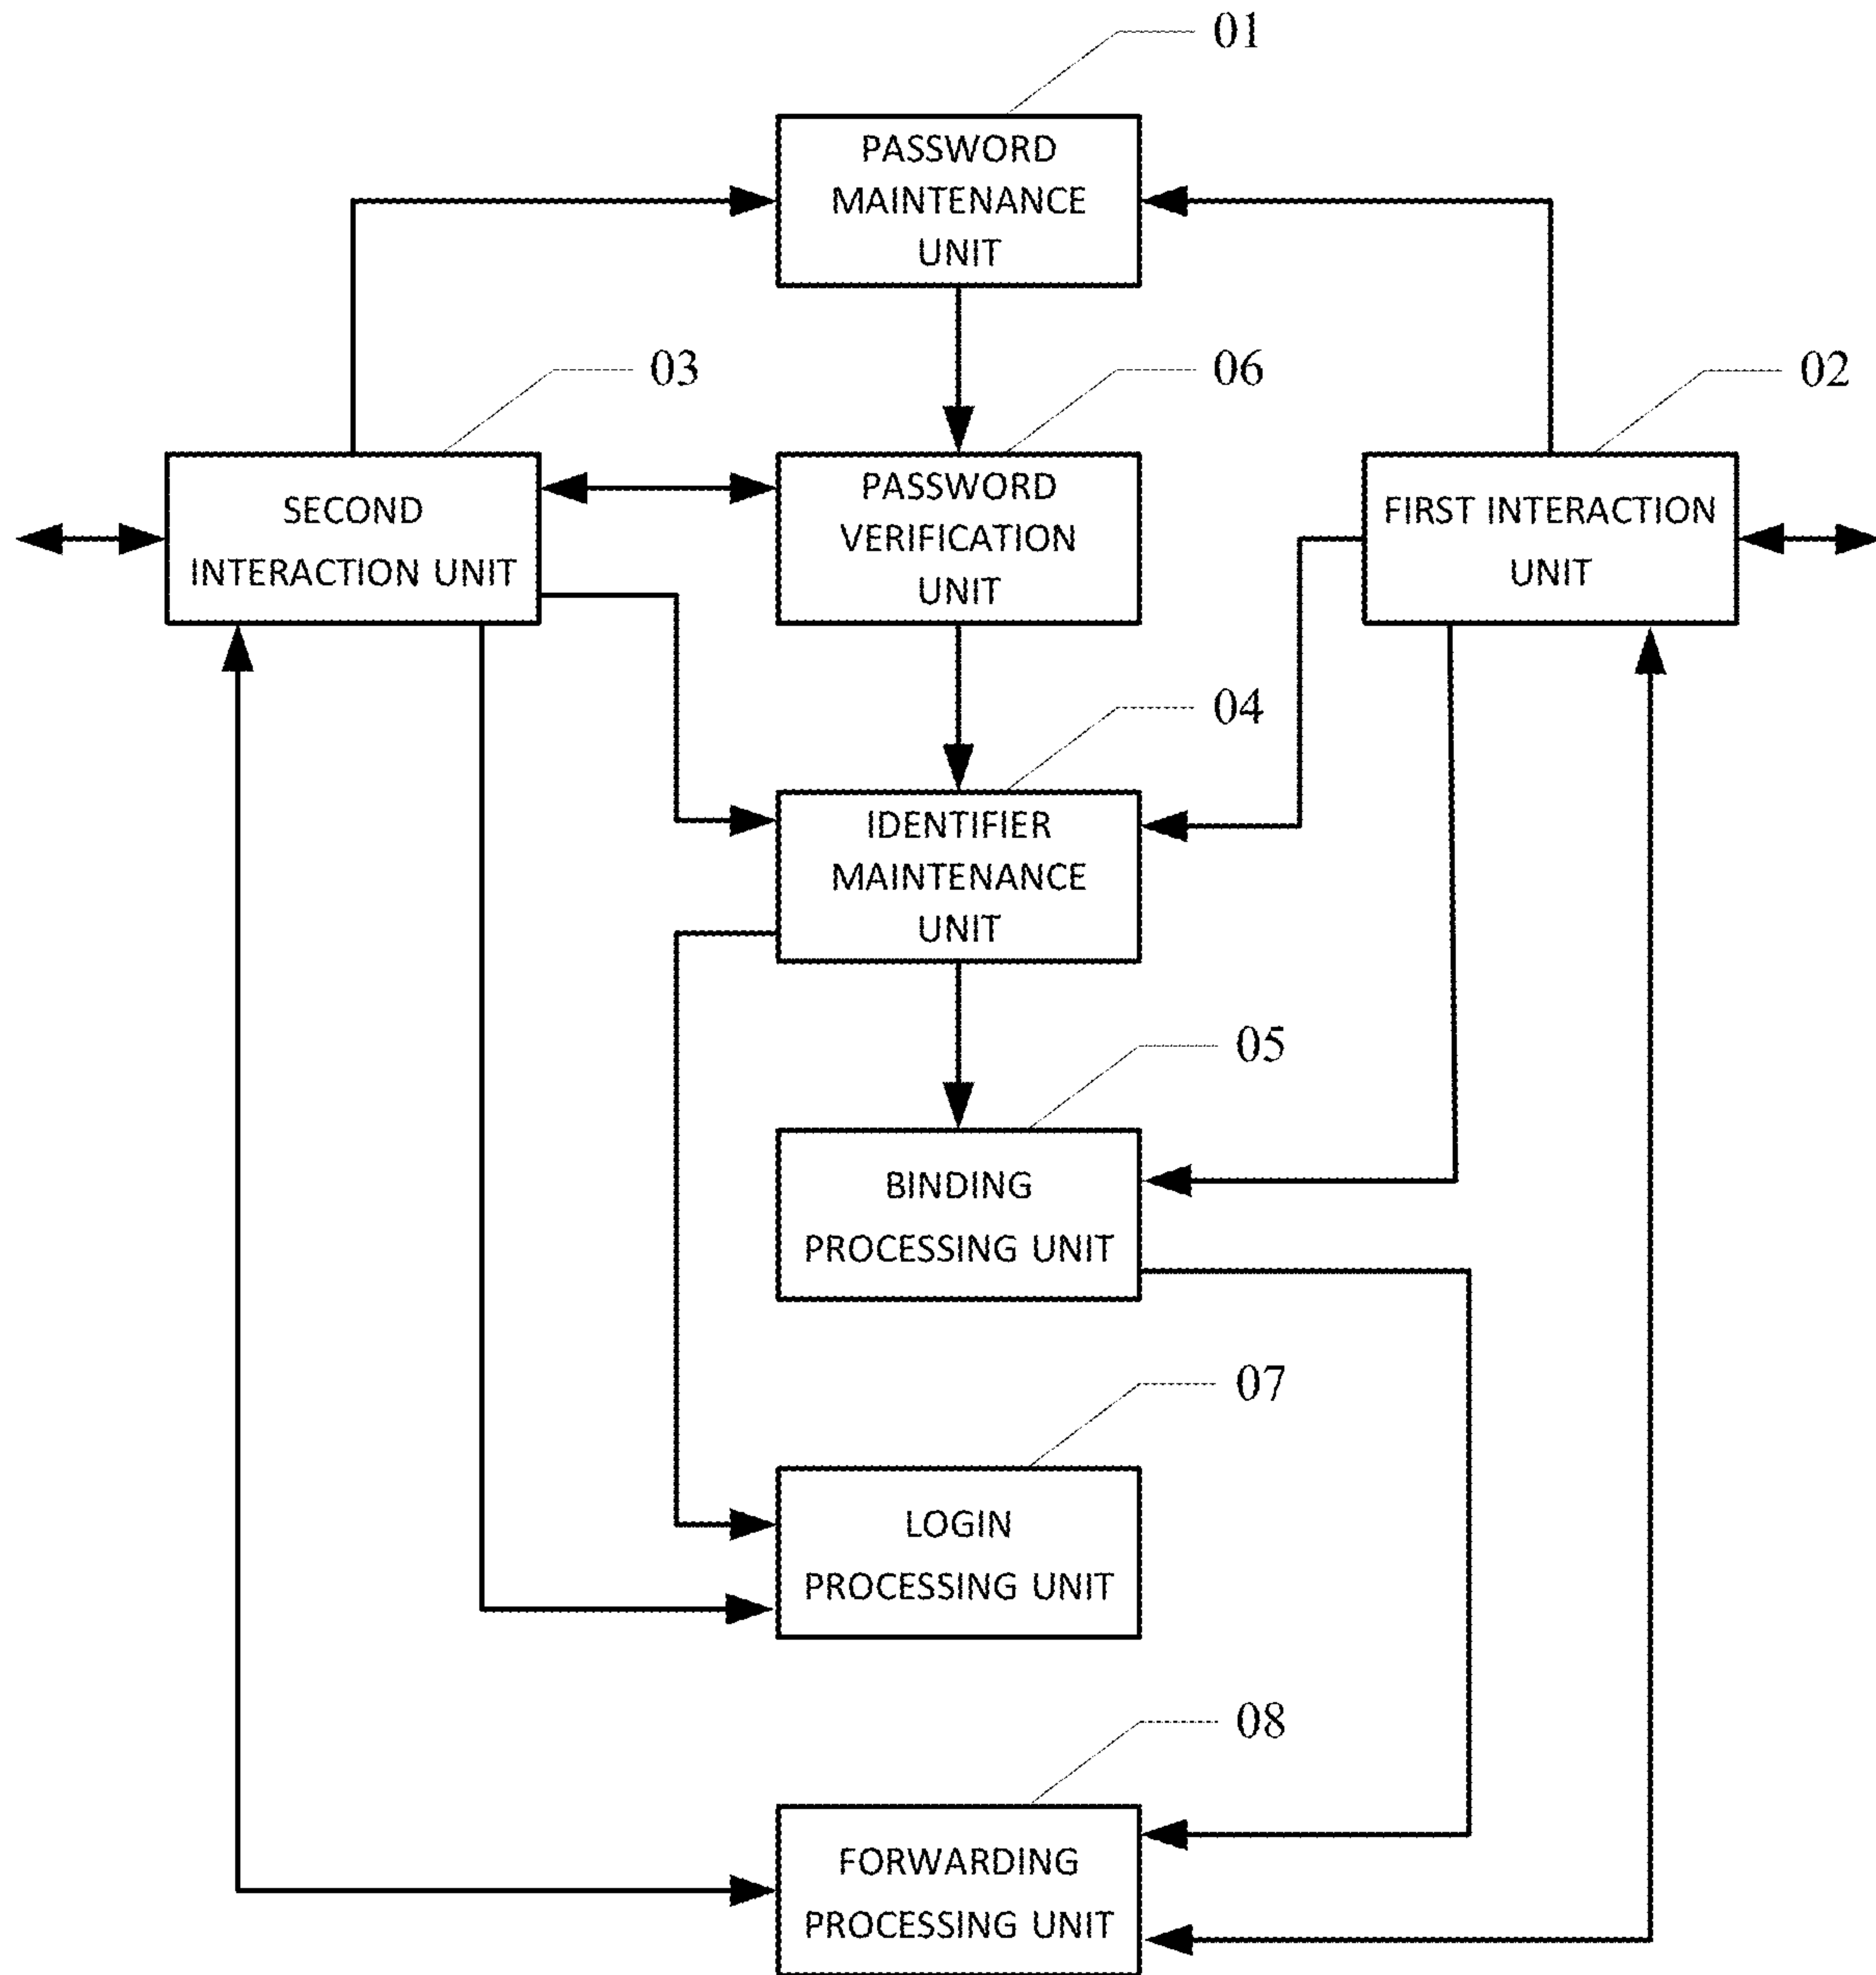 01
PASSWORD
MAINTENANCE
UNIT
03
06
02
SECOND
INTERACTION UNIT
PASSWORD
VERIFICATION
UNIT
FIRST INTERACTION
UNIT
04
IDENTIFIER
MAINTENANCE
UNIT
05
BINDING
PROCESSING UNIT
07
LOGIN
PROCESSING UNIT
08
FORWARDING
PROCESSING UNIT